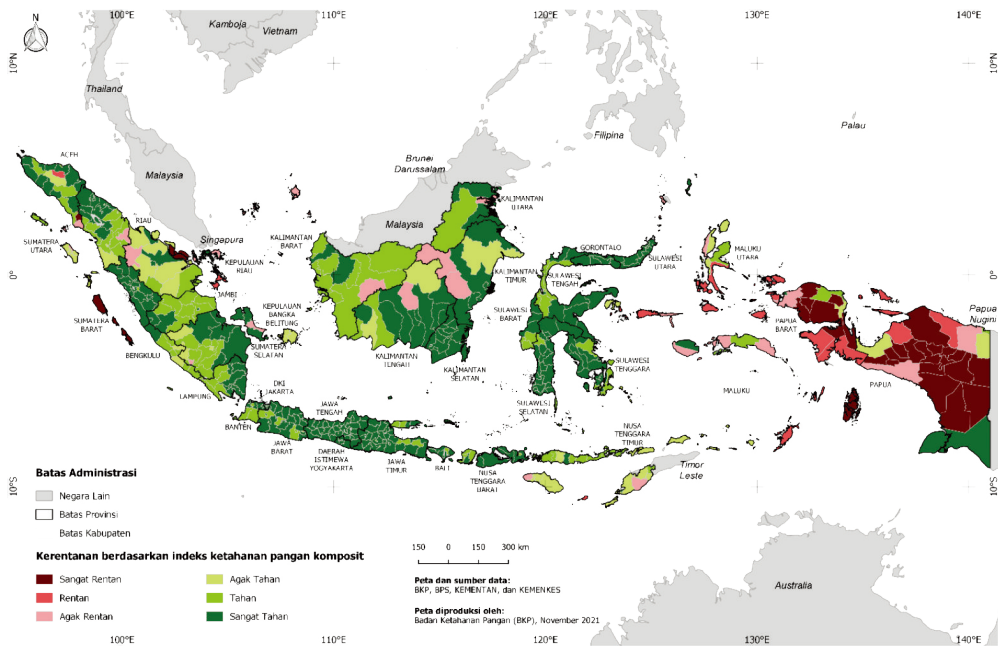 N
100°E
120°E
140°E
10°N
10°N
Kamboja
Vietnam
Thailand
Filipina
Palau
ACEH
Malaysia
Brunei
Darussalam
Malaysia
KALIMANTAN
UTARA
RIAU
SUMATERA
UTARA
Singapura
KALIMANTAN
BARAT
GORONTALO
SULAWESI
UTARA
MALUKU
UTARA
KEPULAUAN
RIAU
0°
KALIMANTAN
TIMUR
SULAWESI
TENGAH
0°
JAMBI
SUMATERA
BARAT
KEPULAUAN
BANGKA
BELITUNG
SULAWESI
BARAT
PAPUA
BARAT
Papua
Nugini
BENGKULU
SUMATERA
SELATAN
KALIMANTAN
TENGAH
KALIMANTAN
SELATAN
SULAWESI
TENGGARA
PAPUA
LAMPUNG
DKI
JAKARTA
JAWA
TENGAH
SULAWESI
SELATAN
MALUKU
BANTEN
JAWA
BARAT
DAERAH
ISTIMEWA
YOGYAKARTA
JAWA
TIMUR
BALI
NUSA
TENGGARA
BARAT
NUSA
TENGGARA
TIMUR
Timor
Leste
10°S
10°S
Batas Administrasi
Negara Lain
Batas Provinsi
Batas Kabupaten
Kerentanan berdasarkan indeks ketahanan pangan komposit
Sangat Rentan
Rentan
Agak Rentan
Agak Tahan
Tahan
Sangat Tahan
150 0 150 300 km
Peta dan sumber data:
BKP, BPS, KEMENTAN, dan KEMENKES
Peta diproduksi oleh:
Badan Ketahanan Pangan (BKP), November 2021
Australia
100°E
110°E
120°E
130°E
140°E